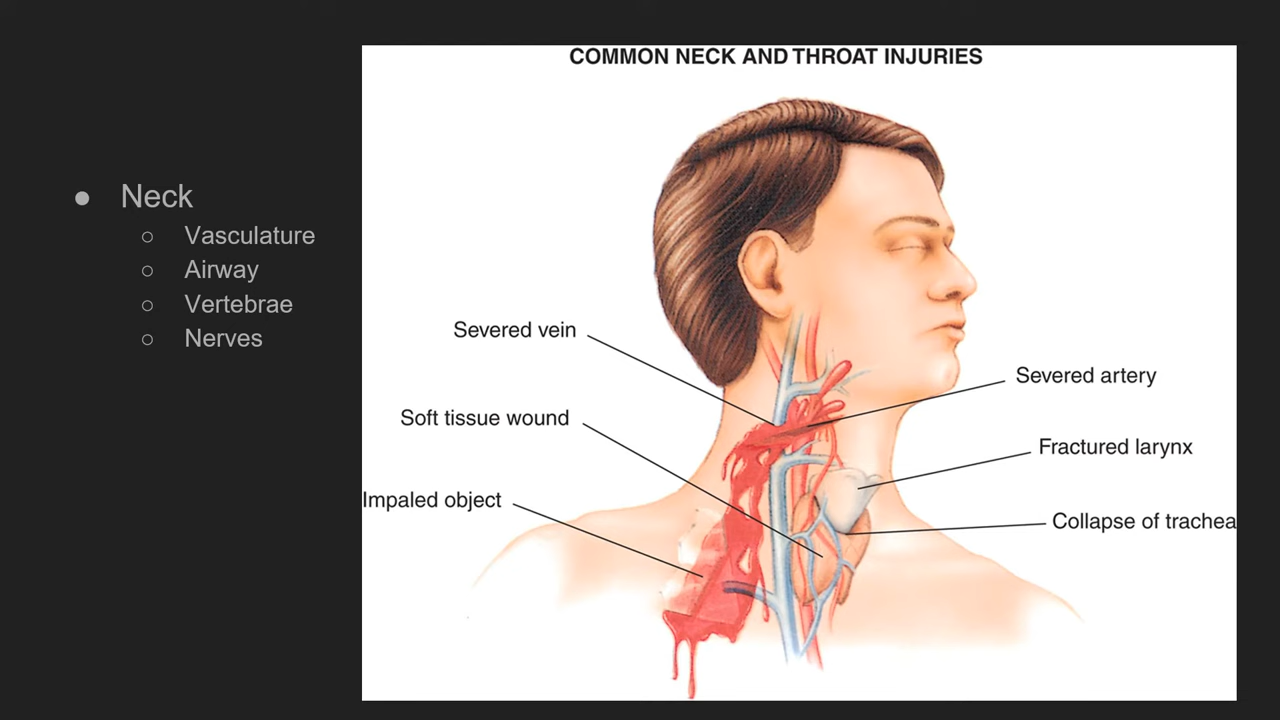 COMMON NECK AND THROAT INJURIES
● Neck
○ Vasculature
○ Airway
○ Vertebrae
○ Nerves
Severed vein
Severed artery
Soft tissue wound
Fractured larynx
Impaled object
Collapse of trachea